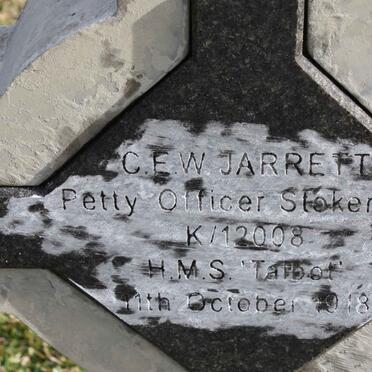 C.E.W. JARRETT
Petty Officer Stoker
K/12008
H.M.S. 'Talbot'
11th October 1918